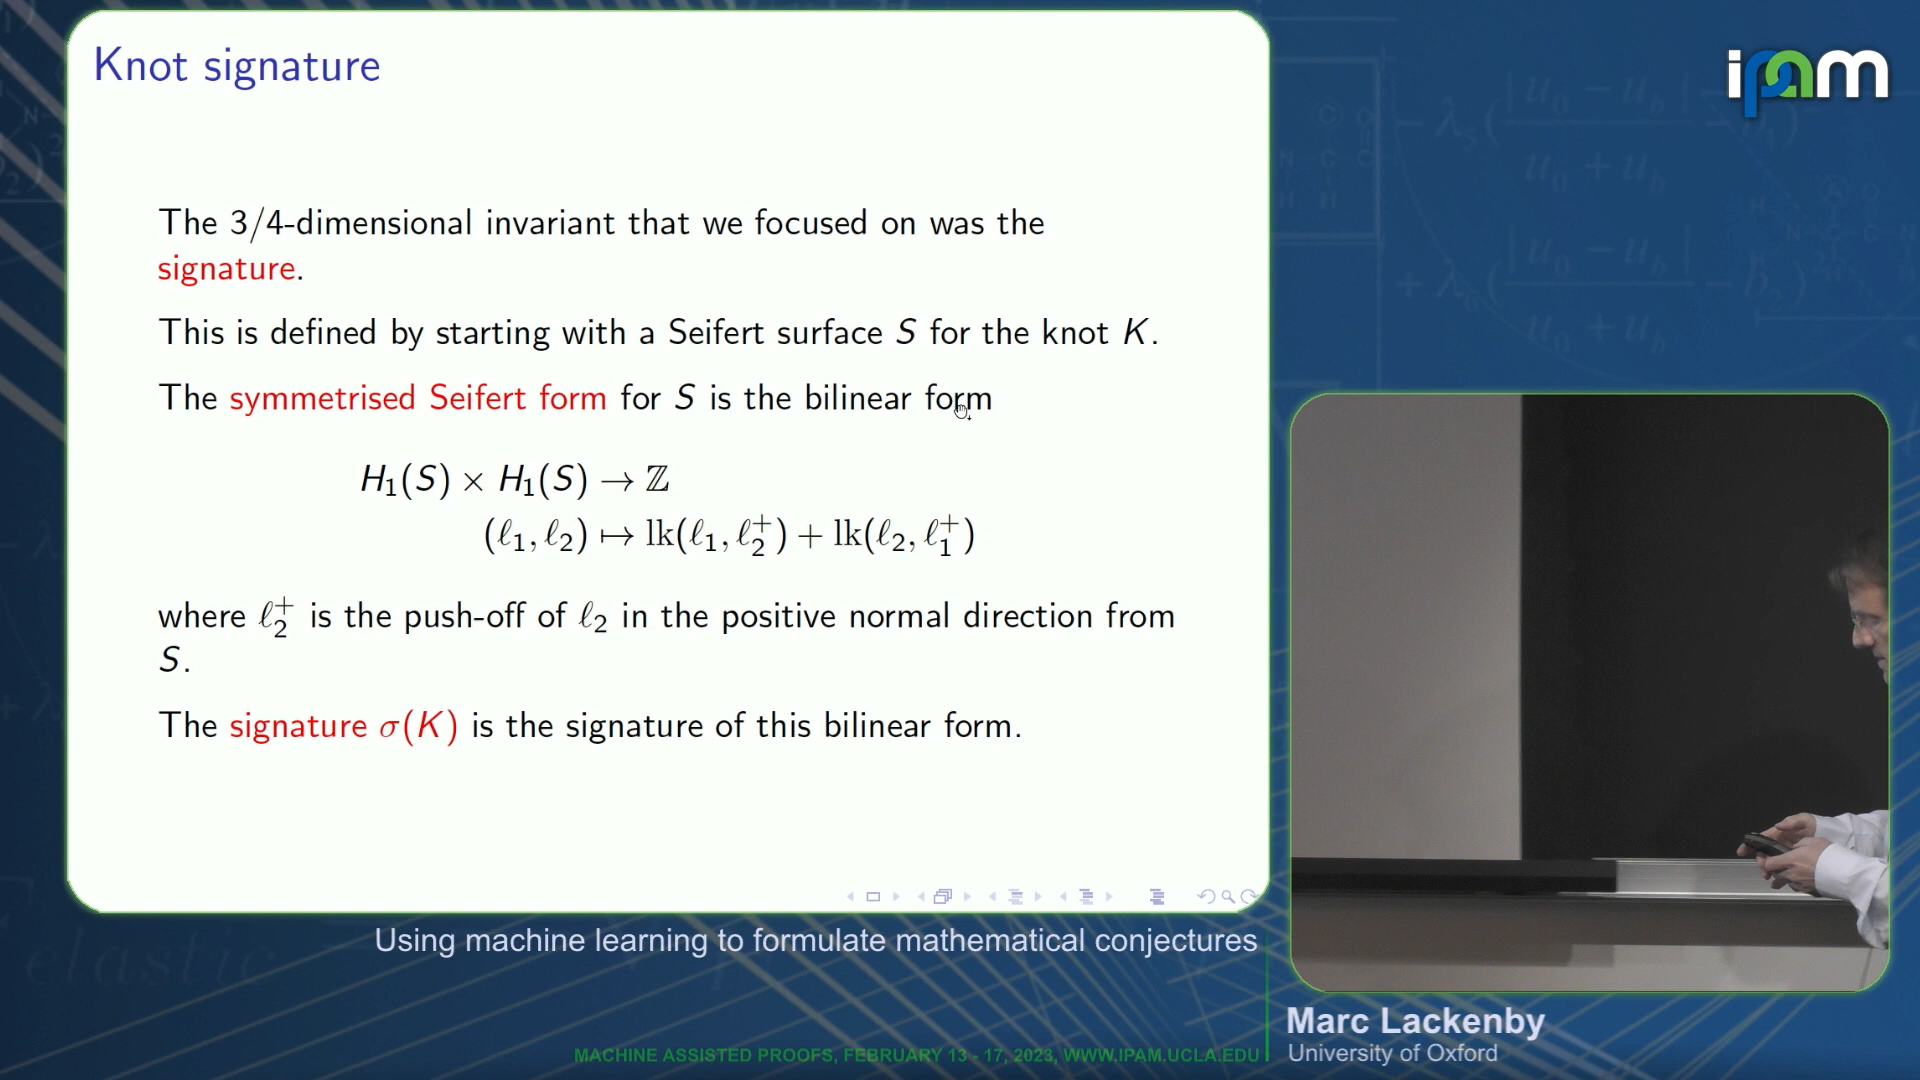 Knot signature
ipam
The 3/4-dimensional invariant that we focused on was the
signature.
This is defined by starting with a Seifert surface S for the knot K.
The symmetrised Seifert form for S is the bilinear form
H₁(S) × H₁(S) → ℤ
(ℓ₁, ℓ₂) ↦ lk(ℓ₁, ℓ₂⁺) + lk(ℓ₂, ℓ₁⁺)
where ℓ₂⁺ is the push-off of ℓ₂ in the positive normal direction from
S.
The signature σ(K) is the signature of this bilinear form.
Using machine learning to formulate mathematical conjectures
elastic
Marc Lackenby
University of Oxford
MACHINE ASSISTED PROOFS, FEBRUARY 13 - 17, 2023, WWW.IPAM.UCLA.EDU